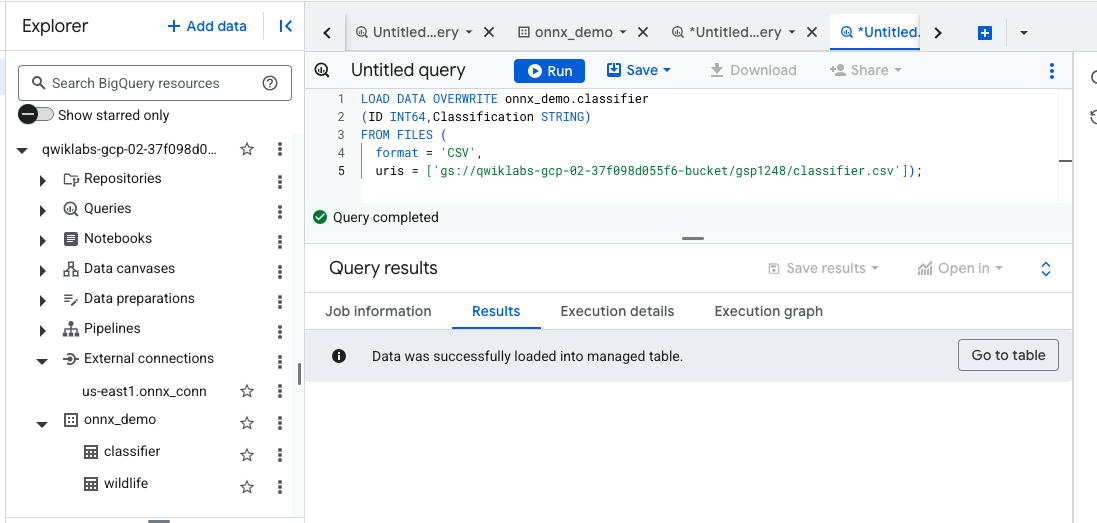 Explorer
+ Add data
Search BigQuery resources
Show starred only
qwiklabs-gcp-02-37f098d0...
Repositories
Queries
Notebooks
Data canvases
Data preparations
Pipelines
External connections
us-east1.onnx_conn
onnx_demo
classifier
wildlife
Untitled...ery
onnx_demo
*Untitled...ery
*Untitled.
Untitled query
Run
Save
Download
Share
1 LOAD DATA OVERWRITE onnx_demo.classifier
2 (ID INT64,Classification STRING)
3 FROM FILES (
4 format = 'CSV',
5 uris = ['gs://qwiklabs-gcp-02-37f098d055f6-bucket/gsp1248/classifier.csv']);
Query completed
Query results
Save results
Open in
Job information
Results
Execution details
Execution graph
Data was successfully loaded into managed table.
Go to table